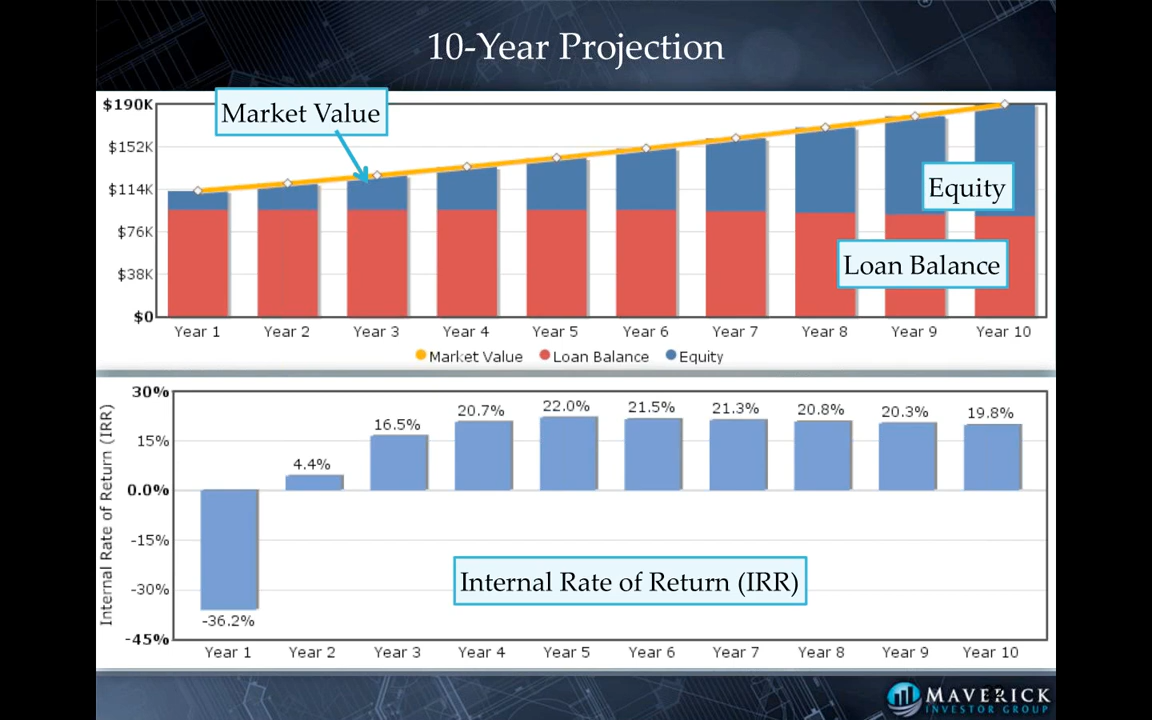 10-Year Projection
Market Value
$190K
$152K
$114K
$76K
$38K
$0
Equity
Loan Balance
Year 1 Year 2 Year 3 Year 4 Year 5 Year 6 Year 7 Year 8 Year 9 Year 10
Market Value Loan Balance Equity
Internal Rate of Return (IRR)
30%
15%
0.0%
-15%
-30%
-45%
-36.2% 4.4% 16.5% 20.7% 22.0% 21.5% 21.3% 20.8% 20.3% 19.8%
Internal Rate of Return (IRR)
Year 1 Year 2 Year 3 Year 4 Year 5 Year 6 Year 7 Year 8 Year 9 Year 10
MAVERICK
INVESTOR GROUP